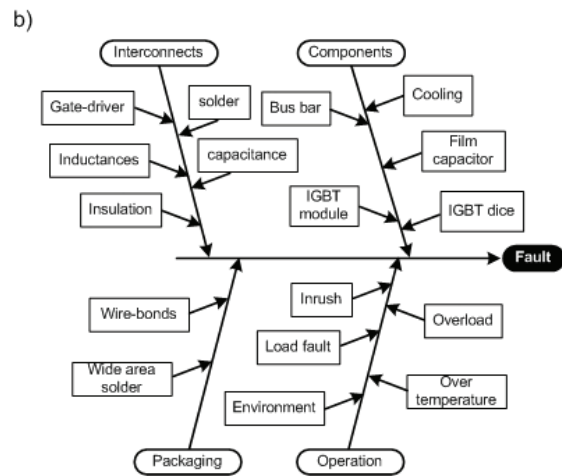 b)
Interconnects
Components
Gate-driver
solder
Bus bar
Cooling
Inductances
capacitance
Film
capacitor
Insulation
IGBT
module
IGBT dice
Fault
Wire-bonds
Inrush
Overload
Load fault
Wide area
solder
Over
temperature
Environment
Packaging
Operation